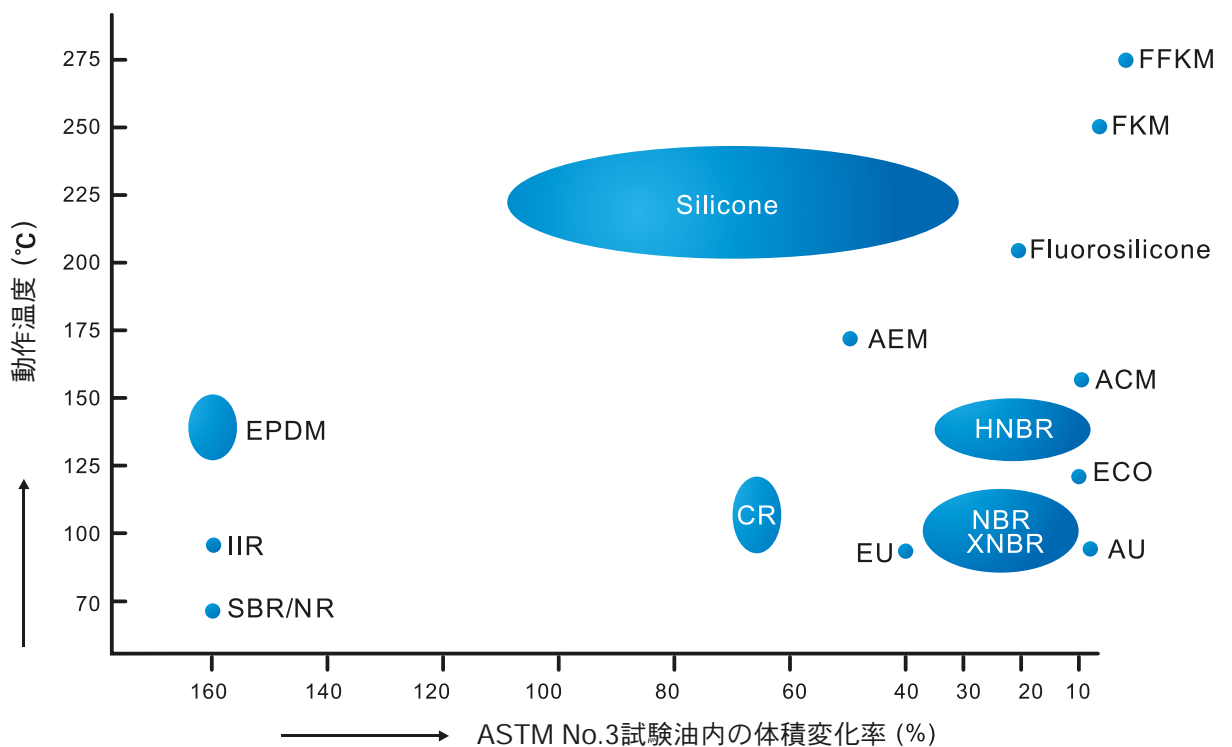 275
250
225
200
175
150
125
100
70
動作温度 (℃)
FFKM
FKM
Silicone
Fluorosilicone
AEM
ACM
HNBR
EPDM
ECO
CR
NBR
XNBR
IIR
EU
AU
SBR/NR
160
140
120
100
80
60
40
30
20
10
ASTM No.3試験油内の体積変化率 (%)